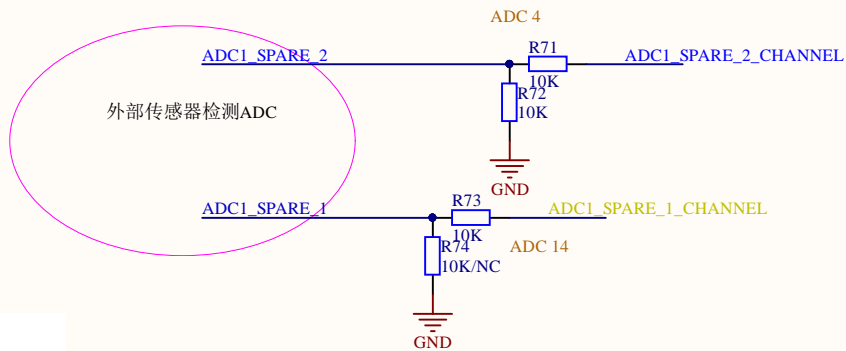 ADC 4
ADC1_SPARE_2
R71
10K
ADC1_SPARE_2_CHANNEL
R72
10K
外部传感器检测ADC
GND
ADC1_SPARE_1
R73
10K
ADC1_SPARE_1_CHANNEL
R74
10K/NC
ADC 14
GND